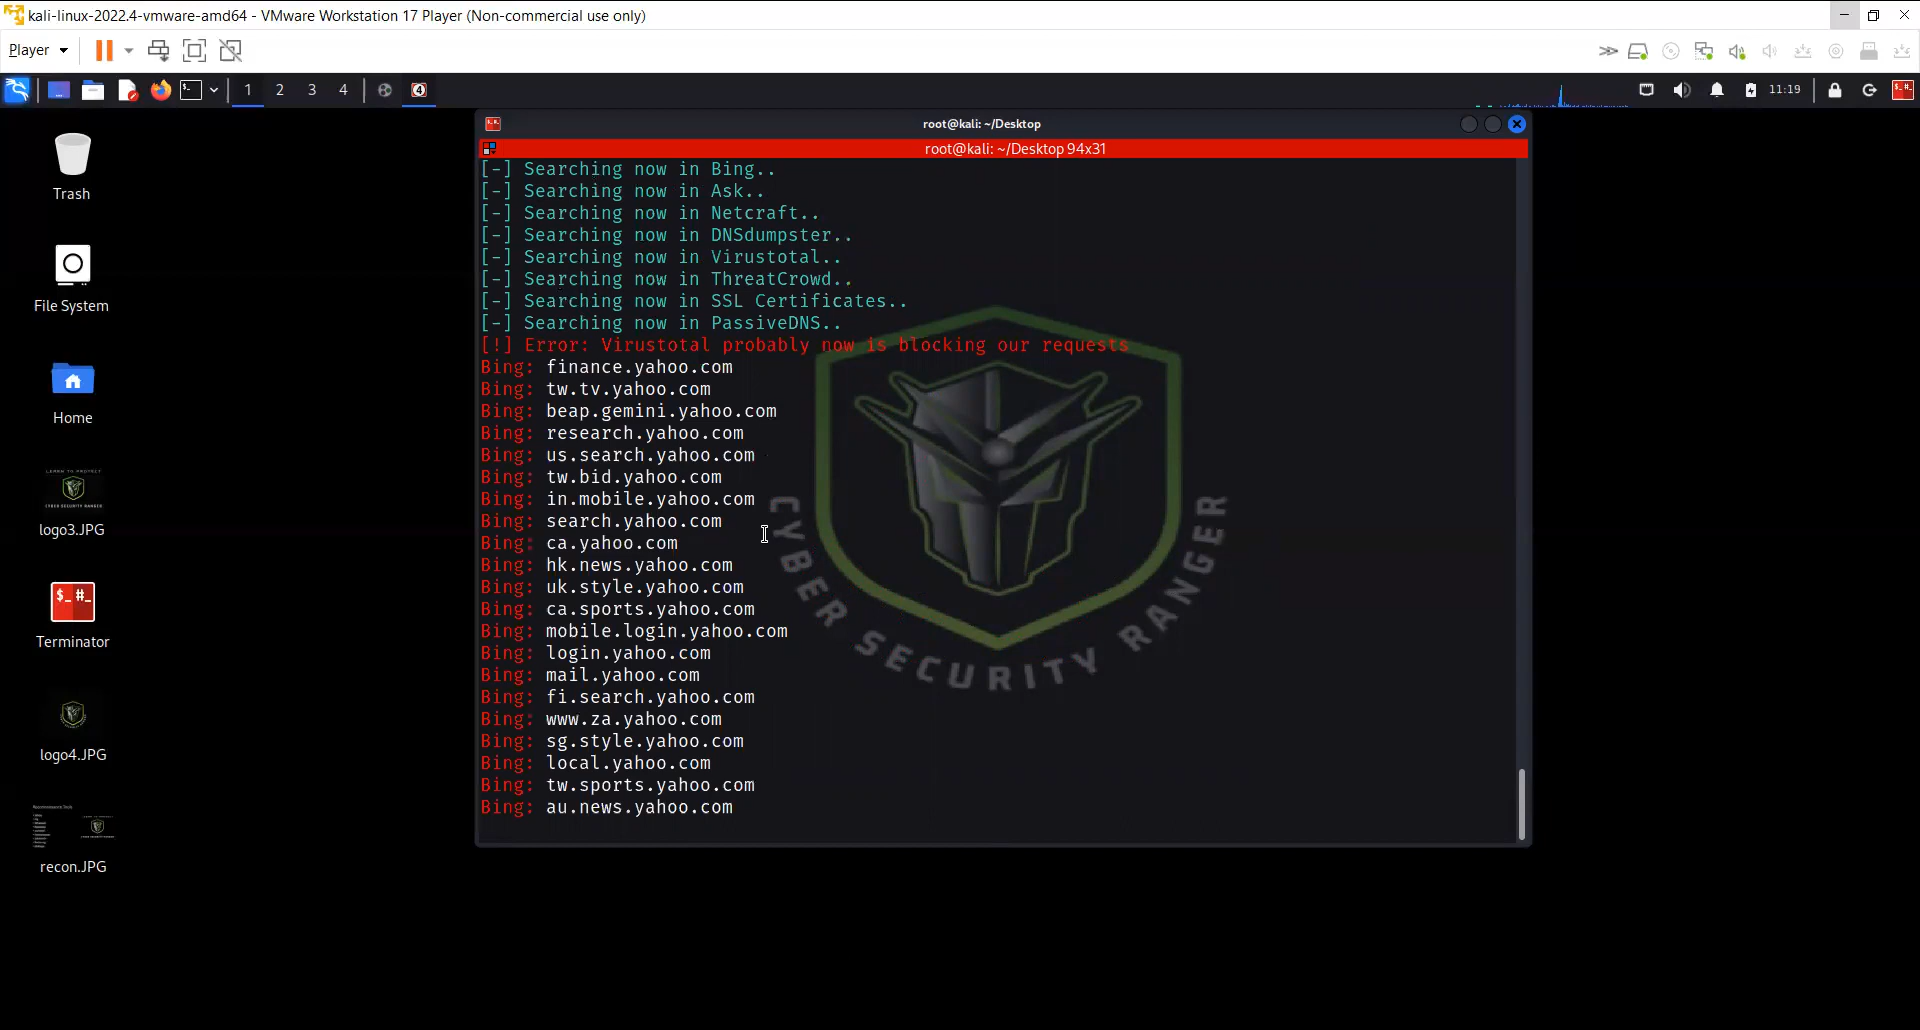 kali-linux-2022.4-vmware-amd64 - VMware Workstation 17 Player (Non-commercial use only)
Player
1 2 3 4
11:19
root@kali: ~/Desktop
root@kali: ~/Desktop 94x31
[-] Searching now in Bing..
[-] Searching now in Ask..
[-] Searching now in Netcraft..
[-] Searching now in DNSdumpster..
[-] Searching now in Virustotal..
[-] Searching now in ThreatCrowd..
[-] Searching now in SSL Certificates..
[-] Searching now in PassiveDNS..
[!] Error: Virustotal probably now is blocking our requests
Bing: finance.yahoo.com
Bing: tw.tv.yahoo.com
Bing: beap.gemini.yahoo.com
Bing: research.yahoo.com
Bing: us.search.yahoo.com
Bing: tw.bid.yahoo.com
Bing: in.mobile.yahoo.com
Bing: search.yahoo.com
Bing: ca.yahoo.com
Bing: hk.news.yahoo.com
Bing: uk.style.yahoo.com
Bing: ca.sports.yahoo.com
Bing: mobile.login.yahoo.com
Bing: login.yahoo.com
Bing: mail.yahoo.com
Bing: fi.search.yahoo.com
Bing: www.za.yahoo.com
Bing: sg.style.yahoo.com
Bing: local.yahoo.com
Bing: tw.sports.yahoo.com
Bing: au.news.yahoo.com
CYBER SECURITY RANGER
Trash
File System
Home
LEARN TO PROTECT
CYBER SECURITY RANGER
logo3.JPG
$_ #_
Terminator
logo4.JPG
recon.JPG